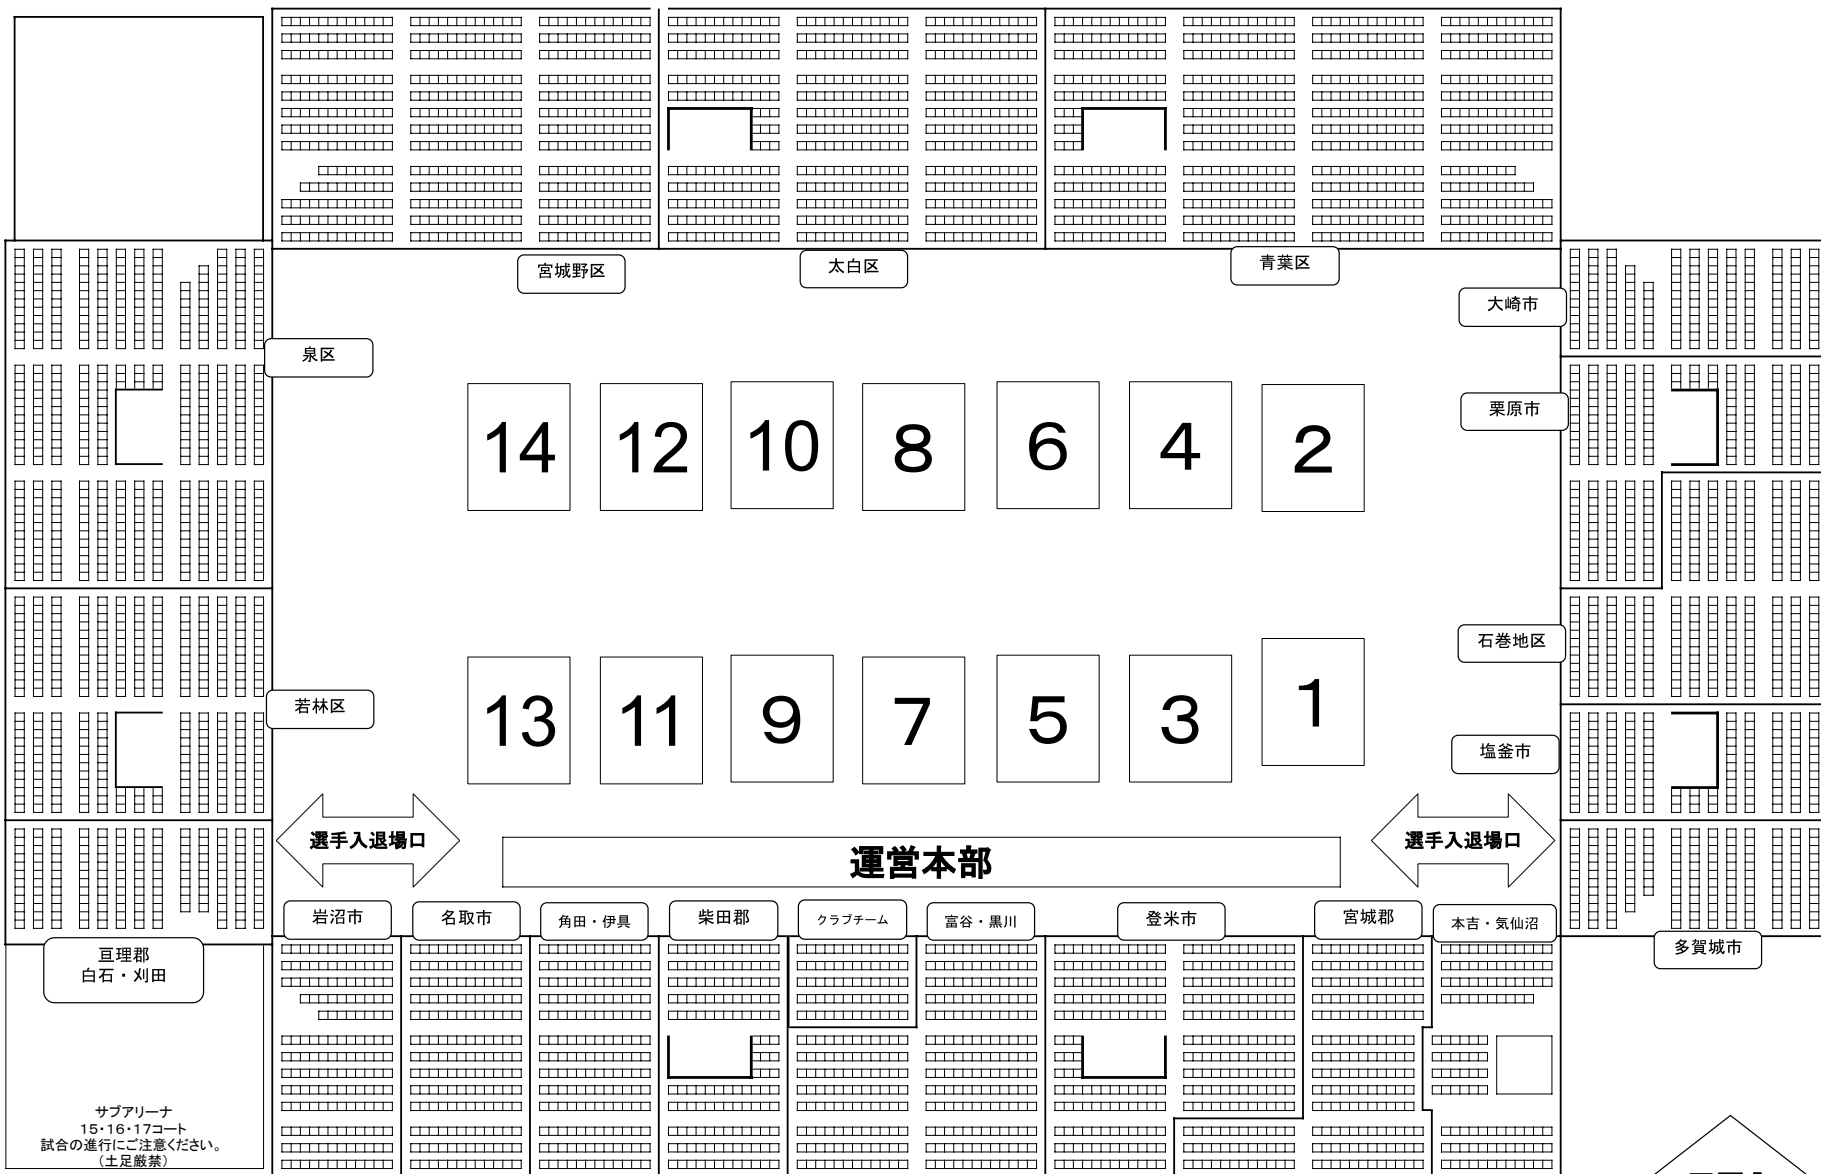 宮城野区
太白区
青葉区
大崎市
泉区
栗原市
14
12
10
8
6
4
2
石巻地区
若林区
13
11
9
7
5
3
1
塩釜市
選手入退場口
運営本部
選手入退場口
岩沼市
名取市
角田・伊具
柴田郡
クラブチーム
富谷・黒川
登米市
宮城郡
本吉・気仙沼
多賀城市
亘理郡
白石・刈田
サブアリーナ
15・16・17コート
試合の進行にご注意ください。
(土足厳禁)